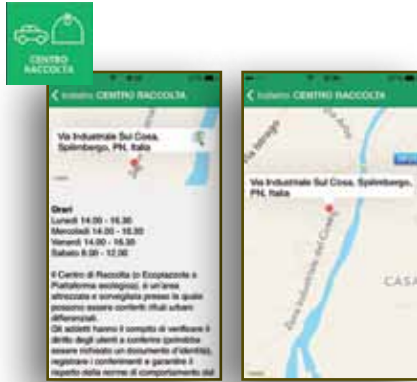 CENTRO
RACCOLTA
CENTRO RACCOLTA
Via Industriale Sul Cosa,
Spilimbergo, PN, Italia
Orari
Lunedì 14.00 - 16.30
Mercoledì 14.00 - 16.30
Venerdì 14.00 - 16.30
Sabato 8.00 - 12.00
Il Centro di Raccolta (o Ecopiazzola o
Piattaforma ecologica), è un'area
attrezzata e sorvegliata presso la quale
possono essere conferiti rifiuti urbani
differenziati.
Gli addetti hanno il compito di verificare il
diritto degli utenti a conferire (potrebbe
essere richiesto un documento d'identità),
registrare i conferimenti e garantire il
rispetto delle norme di comportamento del
CENTRO RACCOLTA
Via Industriale Sul Cosa, Spilimbergo,
PN, Italia
Zona Industriale del Cosa
CASA